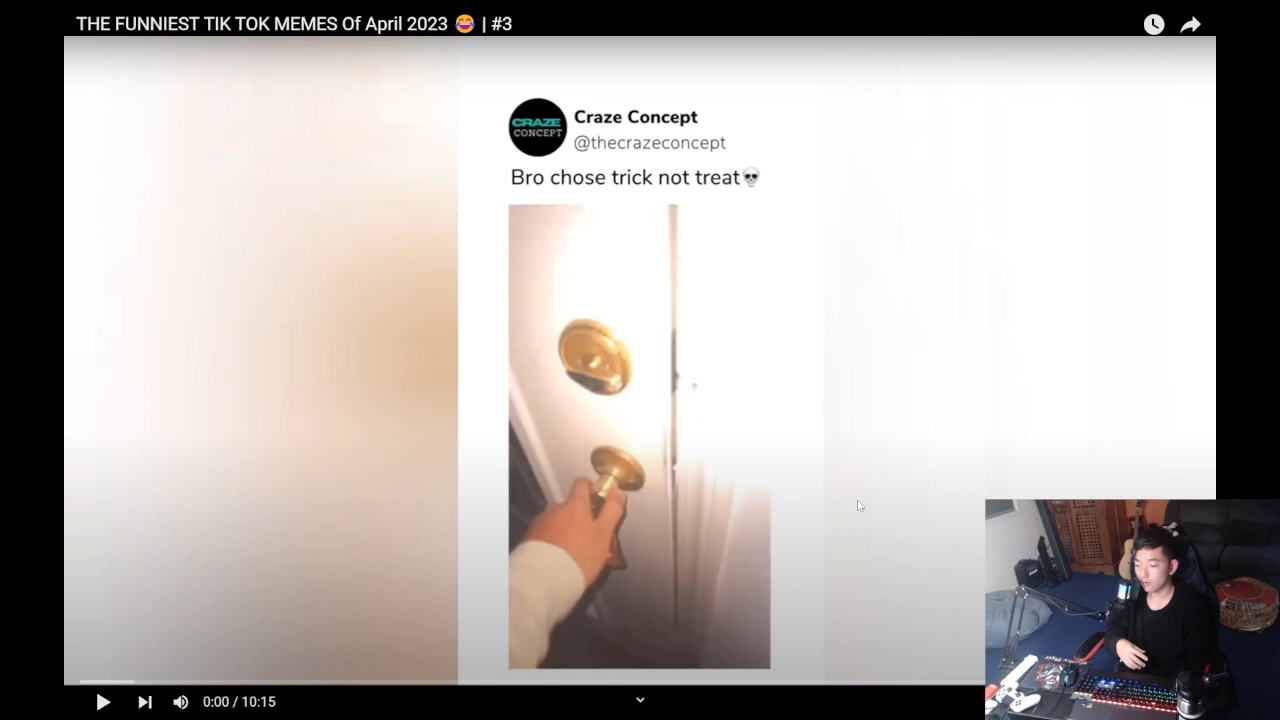 THE FUNNIEST TIK TOK MEMES Of April 2023 😂 | #3
CRAZE
CONCEPT
Craze Concept
@thecrazeconcept
Bro chose trick not treat💀
0:00 / 10:15